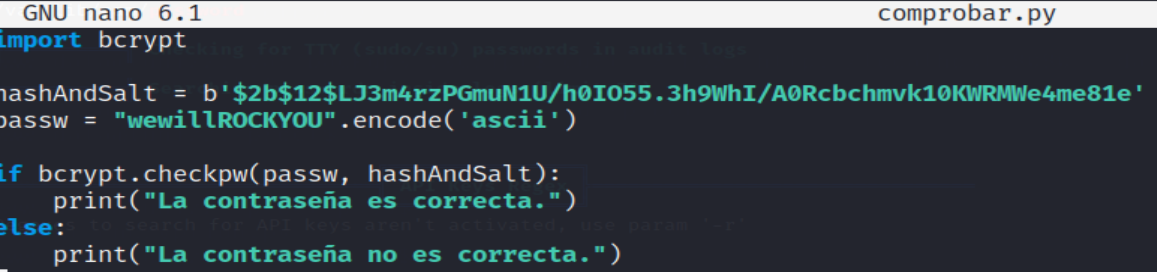 GNU nano 6.1 comprobar.py
import bcrypt
hashAndSalt = b'$2b$12$LJ3m4rzPGmuN1U/h0IO55.3h9WhI/A0Rcbchmvk10KWRMWe4me81e'
passw = "wewillROCKYOU".encode('ascii')
if bcrypt.checkpw(passw, hashAndSalt):
print("La contraseña es correcta.")
else:
print("La contraseña no es correcta.")